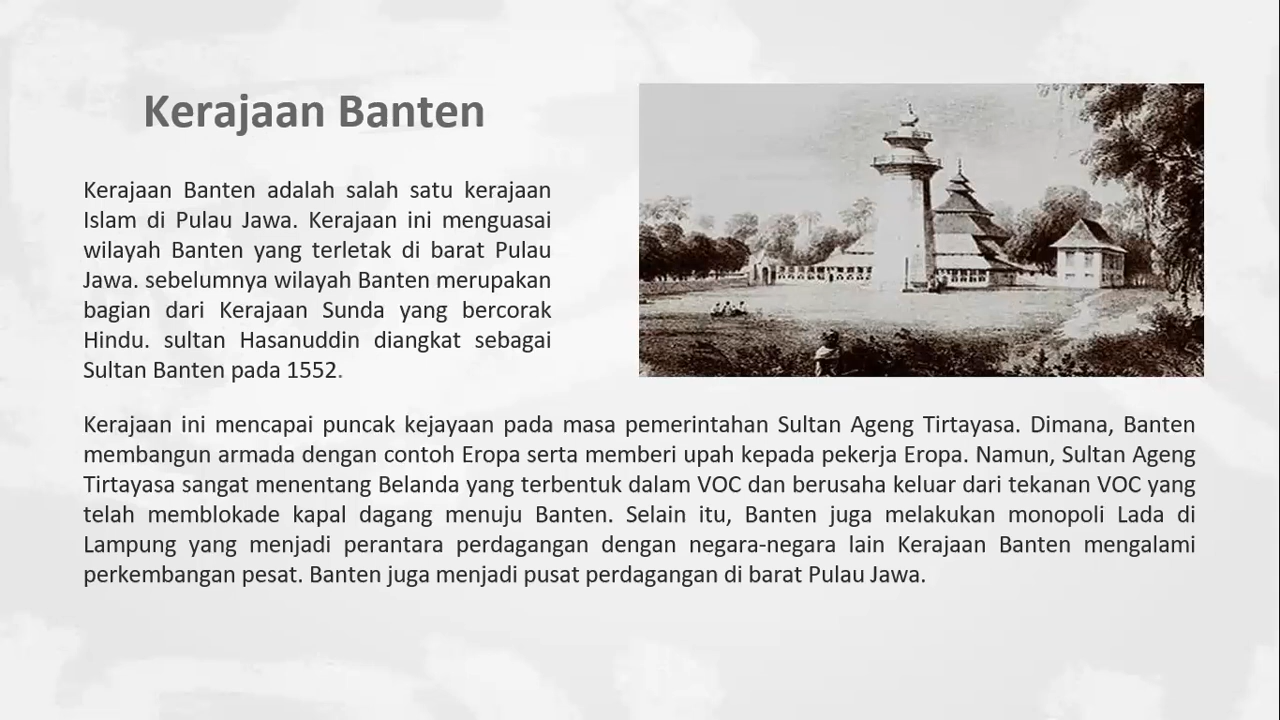 Kerajaan Banten
Kerajaan Banten adalah salah satu kerajaan
Islam di Pulau Jawa. Kerajaan ini menguasai
wilayah Banten yang terletak di barat Pulau
Jawa. sebelumnya wilayah Banten merupakan
bagian dari Kerajaan Sunda yang bercorak
Hindu. sultan Hasanuddin diangkat sebagai
Sultan Banten pada 1552.
Kerajaan ini mencapai puncak kejayaan pada masa pemerintahan Sultan Ageng Tirtayasa. Dimana, Banten
membangun armada dengan contoh Eropa serta memberi upah kepada pekerja Eropa. Namun, Sultan Ageng
Tirtayasa sangat menentang Belanda yang terbentuk dalam VOC dan berusaha keluar dari tekanan VOC yang
telah memblokade kapal dagang menuju Banten. Selain itu, Banten juga melakukan monopoli Lada di
Lampung yang menjadi perantara perdagangan dengan negara-negara lain Kerajaan Banten mengalami
perkembangan pesat. Banten juga menjadi pusat perdagangan di barat Pulau Jawa.